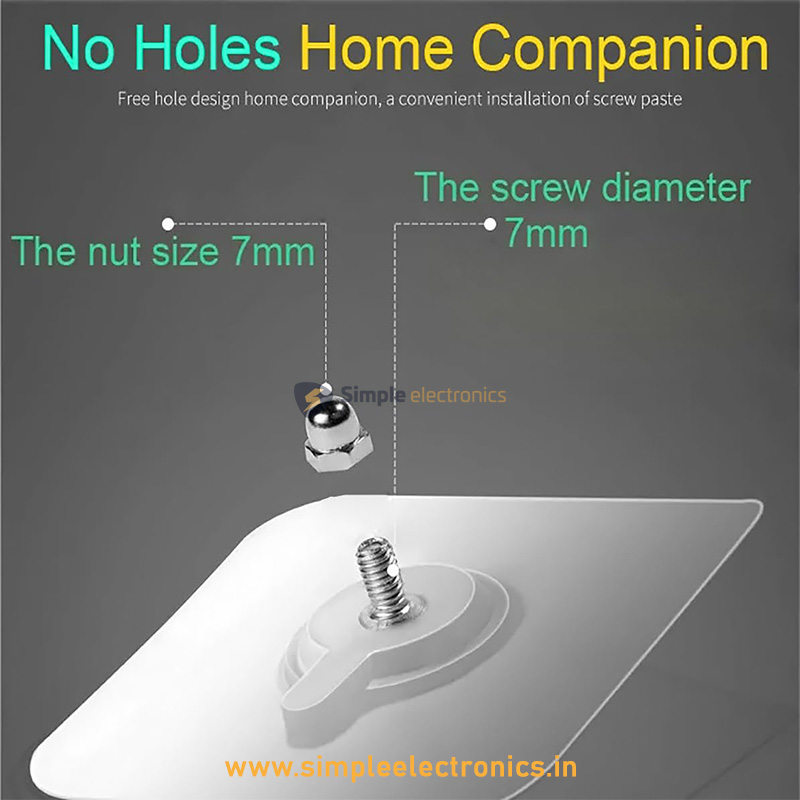 No Holes Home Companion
Free hole design home companion, a convenient installation of screw paste
The screw diameter
7mm
The nut size 7mm
Simple electronics
www.simpleelectronics.in